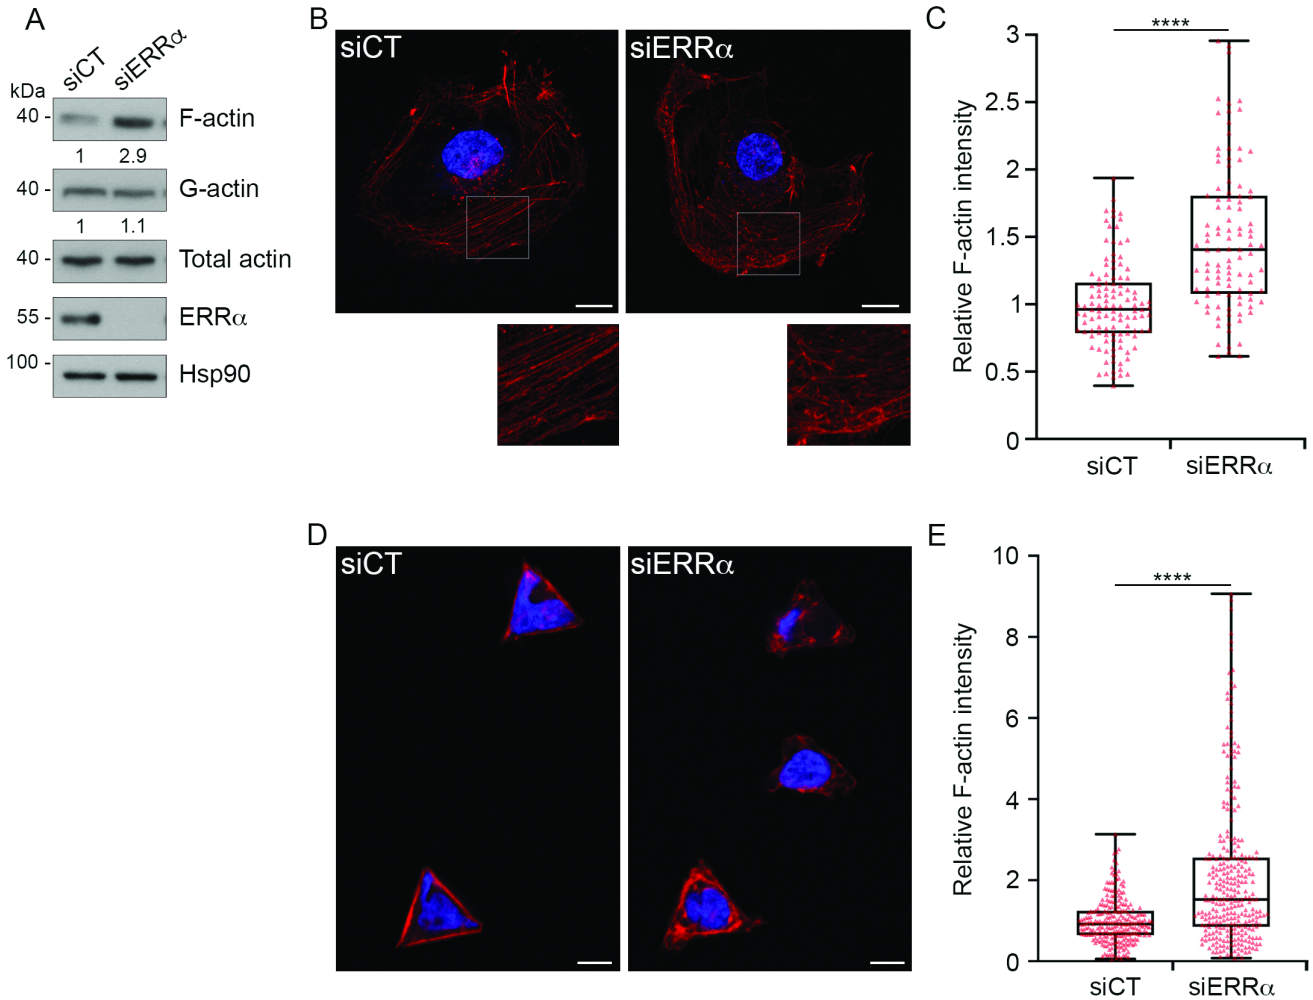 A
siCT siERRα
kDa
40 - F-actin
1 2.9
40 - G-actin
1 1.1
40 - Total actin
55 - ERRα
100 - Hsp90
B
siCT siERRα
C
****
Relative F-actin intensity
3
2.5
2
1.5
1
0.5
0
siCT siERRα
D
siCT siERRα
E
****
Relative F-actin intensity
10
8
6
4
2
0
siCT siERRα